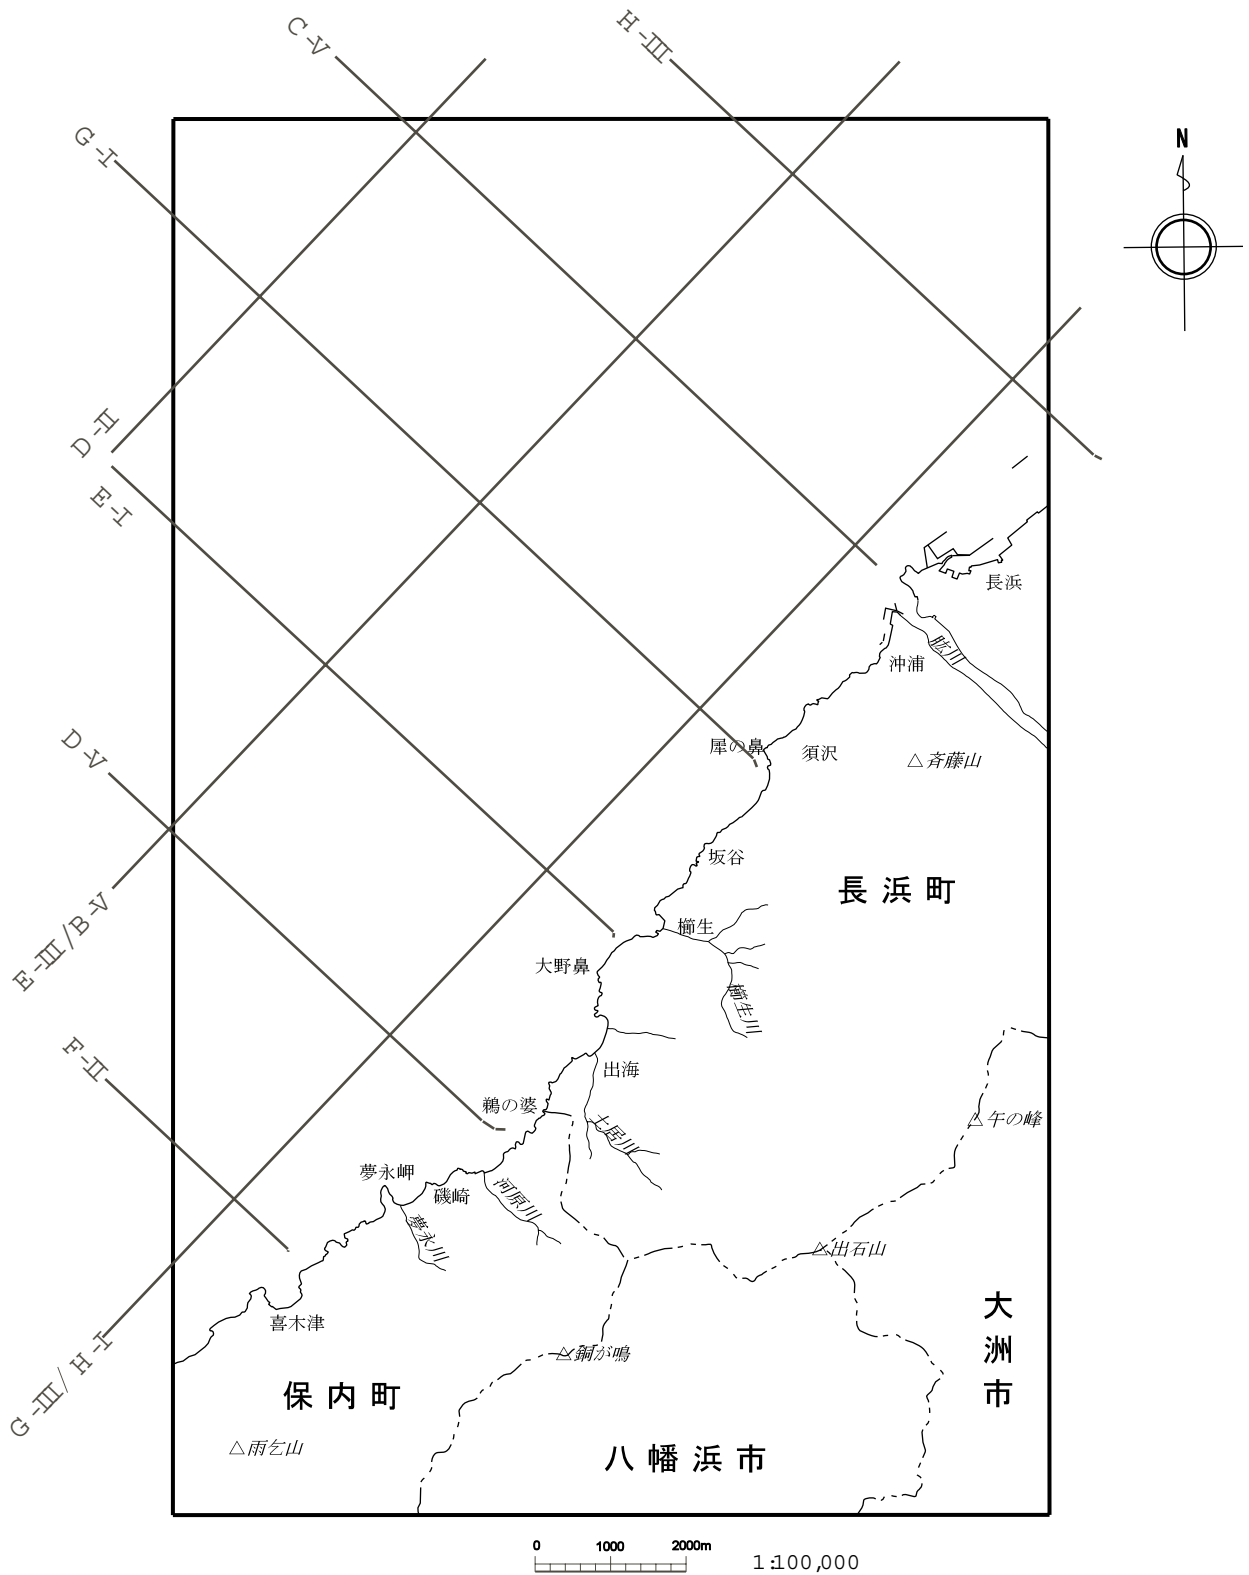 C-V
H-III
G-I
N
D-II
E-I
長浜
肱川
沖浦
D-V
犀の鼻
須沢
△斉藤山
坂谷
長浜町
E-III/B-V
櫛生
大野鼻
櫛生川
F-II
出海
鵜の婆
土居川
△午の峰
夢永岬
磯崎
河原川
夢永川
△出石山
喜木津
大洲市
G-III/H-I
△銅が鳴
保内町
△雨乞山
八幡浜市
0 1000 2000m
1:100,000